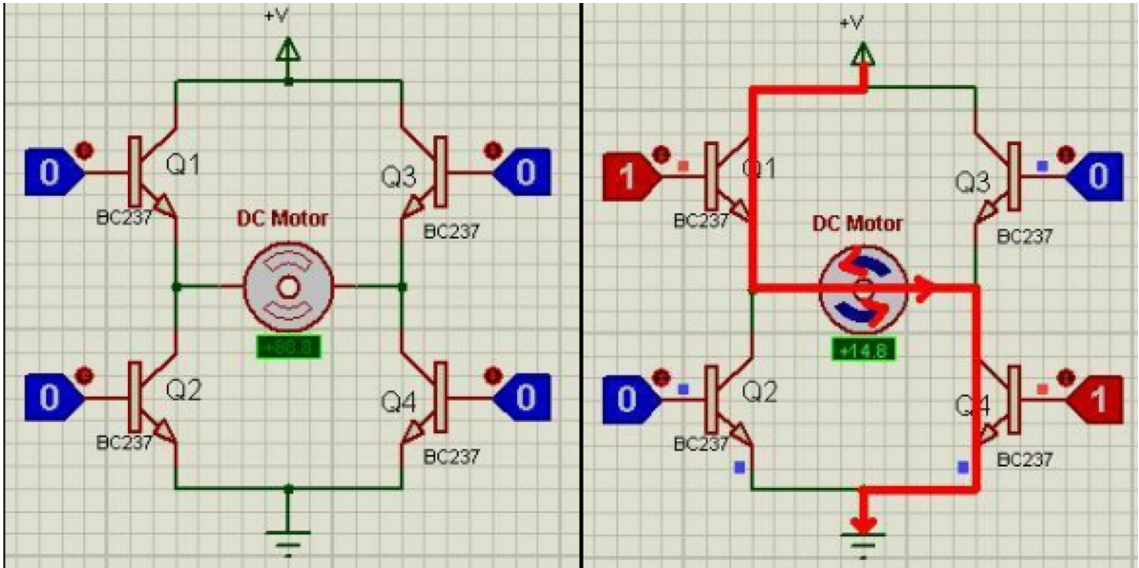 +V
0
Q1
BC237
Q3
0
BC237
DC Motor
+88.8
0
Q2
BC237
Q4
0
BC237
+V
1
Q1
BC237
Q3
0
BC237
DC Motor
+14.8
0
Q2
BC237
Q4
1
BC237